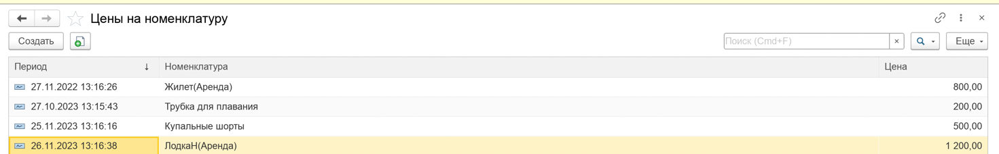 Цены на номенклатуру
Создать Поиск (Cmd+F) × Еще
Период ↓ Номенклатура Цена
27.11.2022 13:16:26 Жилет(Аренда) 800,00
27.10.2023 13:15:43 Трубка для плавания 200,00
25.11.2023 13:16:16 Купальные шорты 500,00
26.11.2023 13:16:38 ЛодкаН(Аренда) 1 200,00